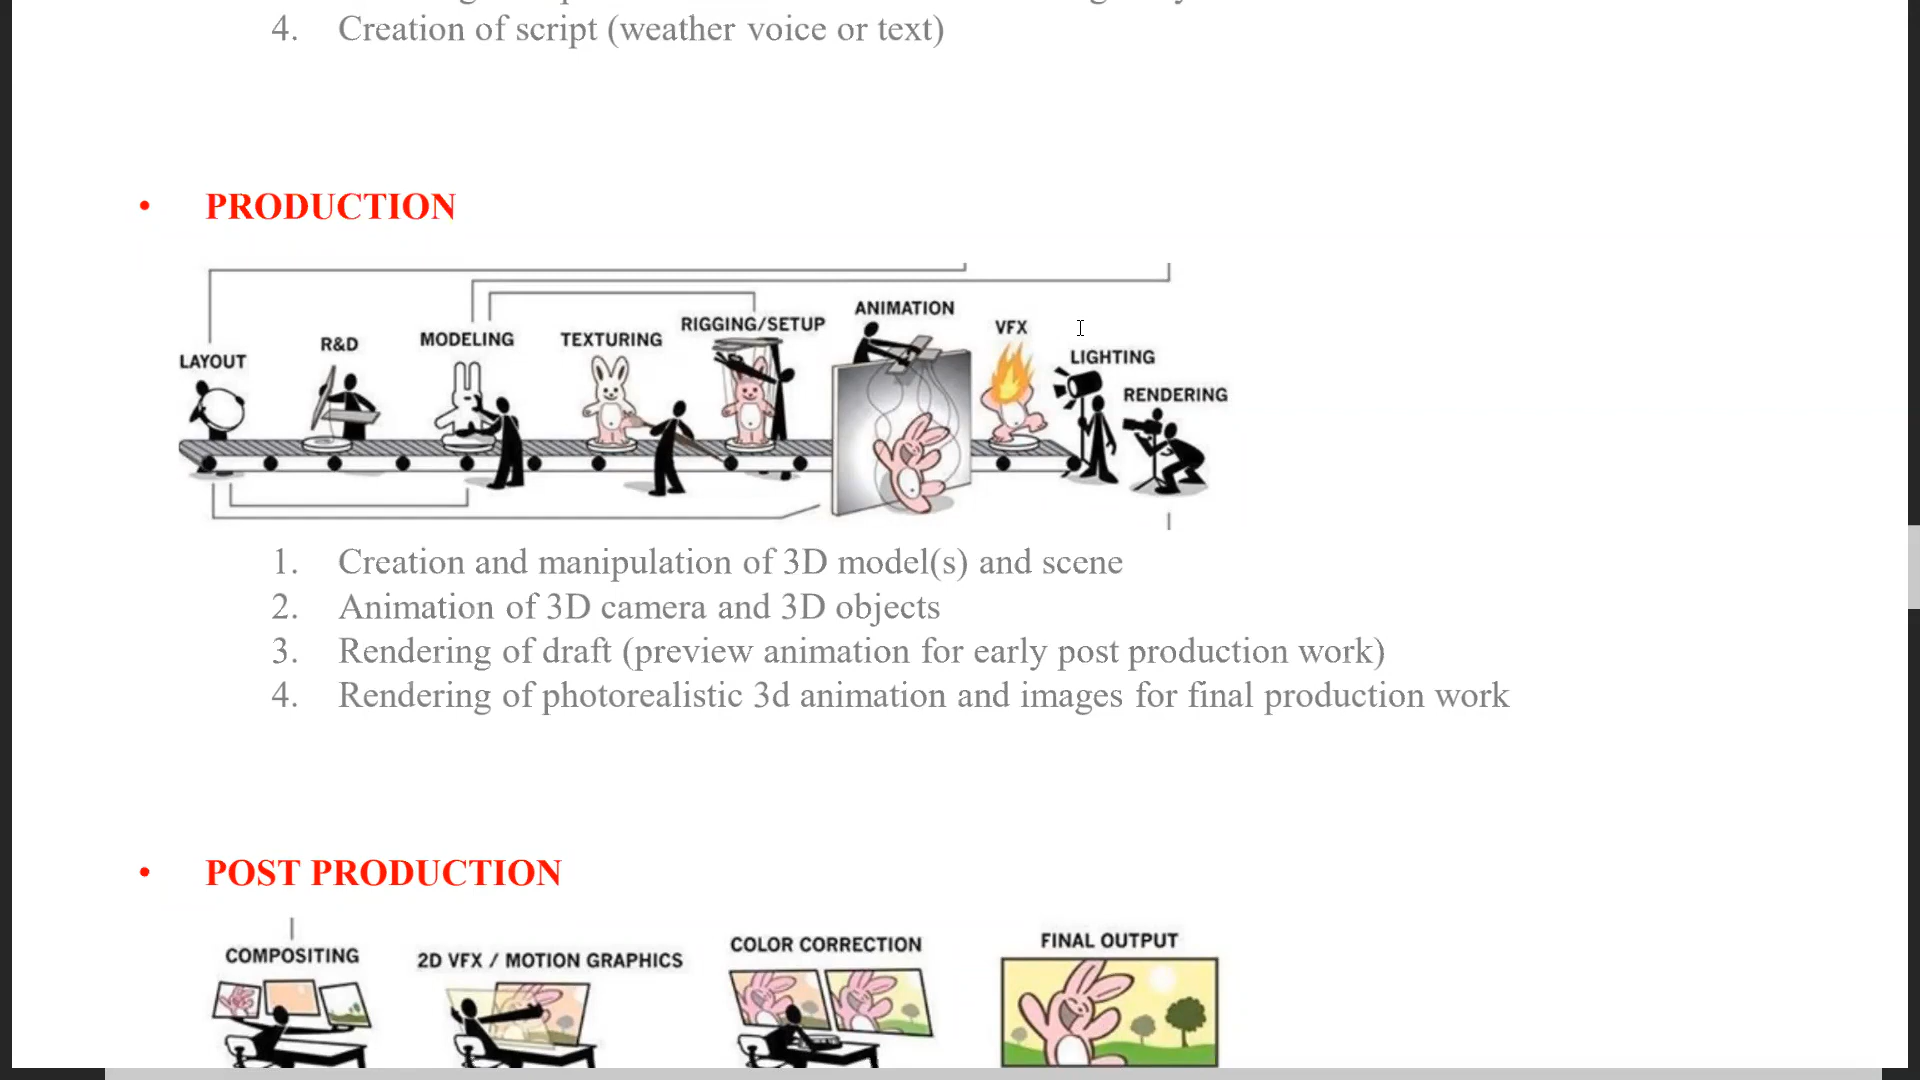 4. Creation of script (weather voice or text)
• PRODUCTION
LAYOUT
R&D
MODELING
TEXTURING
RIGGING/SETUP
ANIMATION
VFX
LIGHTING
RENDERING
1. Creation and manipulation of 3D model(s) and scene
2. Animation of 3D camera and 3D objects
3. Rendering of draft (preview animation for early post production work)
4. Rendering of photorealistic 3d animation and images for final production work
• POST PRODUCTION
COMPOSITING
2D VFX / MOTION GRAPHICS
COLOR CORRECTION
FINAL OUTPUT